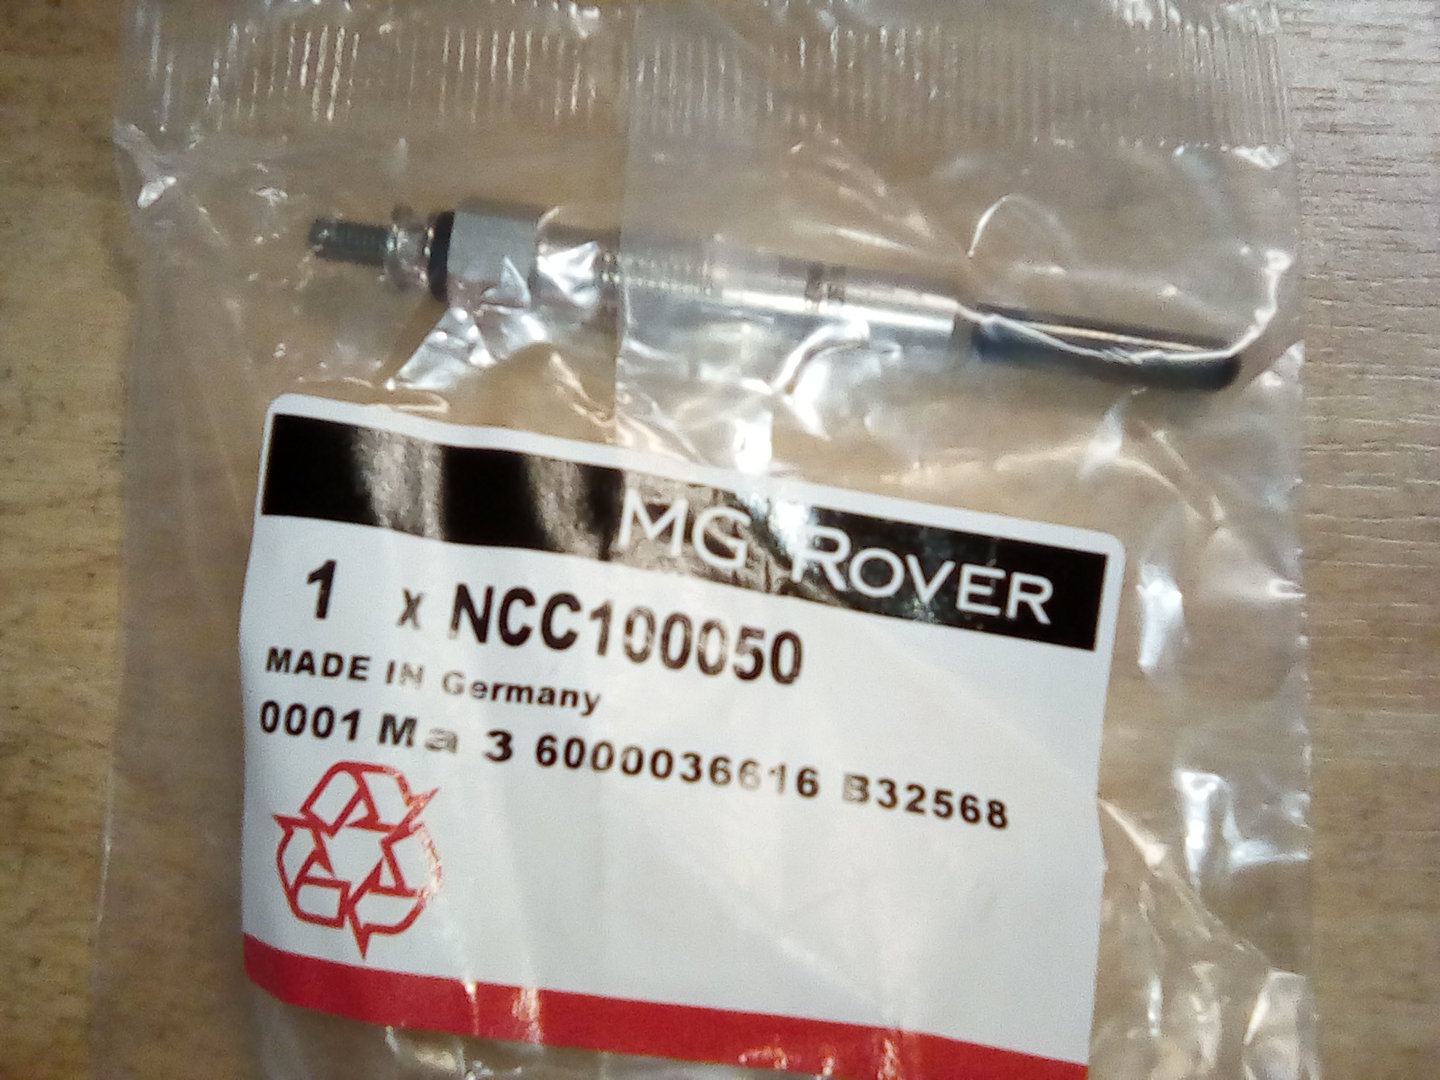 MG ROVER
1 x NCC100050
MADE IN Germany
0001 Ma 3 6000036616 B32568